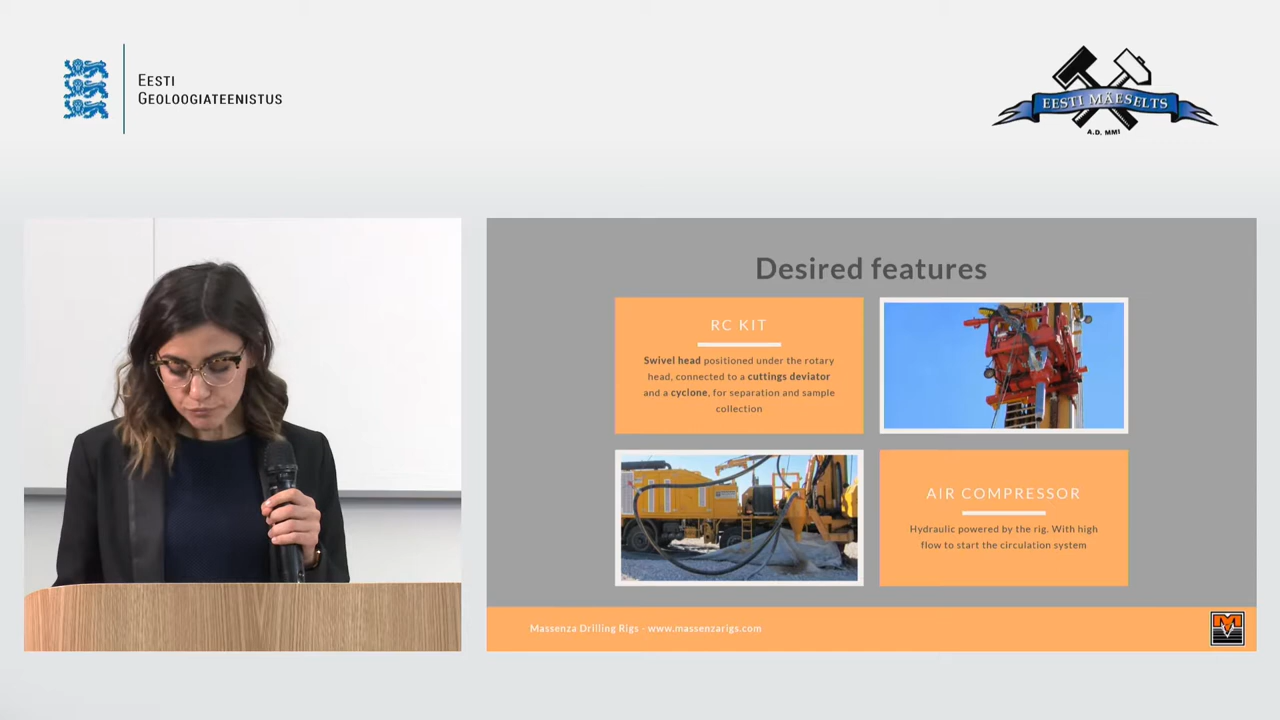 EESTI
GEOLOOGIATEENISTUS
EESTI MÄESELTS
A.D. MMI
Desired features
RC KIT
Swivel head positioned under the rotary
head, connected to a cuttings deviator
and a cyclone, for separation and sample
collection
AIR COMPRESSOR
Hydraulic powered by the rig. With high
flow to start the circulation system
Massenza Drilling Rigs - www.massenzarigs.com
M